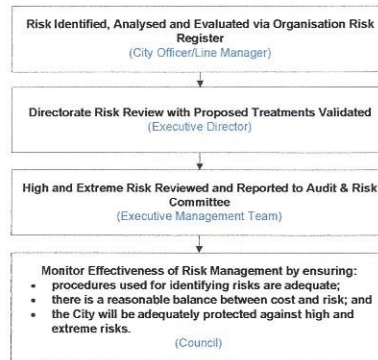 Risk Identified, Analysed and Evaluated via Organisation Risk
Register
(City Officer/Line Manager)
Directorate Risk Review with Proposed Treatments Validated
(Executive Director)
High and Extreme Risk Reviewed and Reported to Audit & Risk
Committee
(Executive Management Team)
Monitor Effectiveness of Risk Management by ensuring:
• procedures used for identifying risks are adequate;
• there is a reasonable balance between cost and risk; and
• the City will be adequately protected against high and
extreme risks.
(Council)